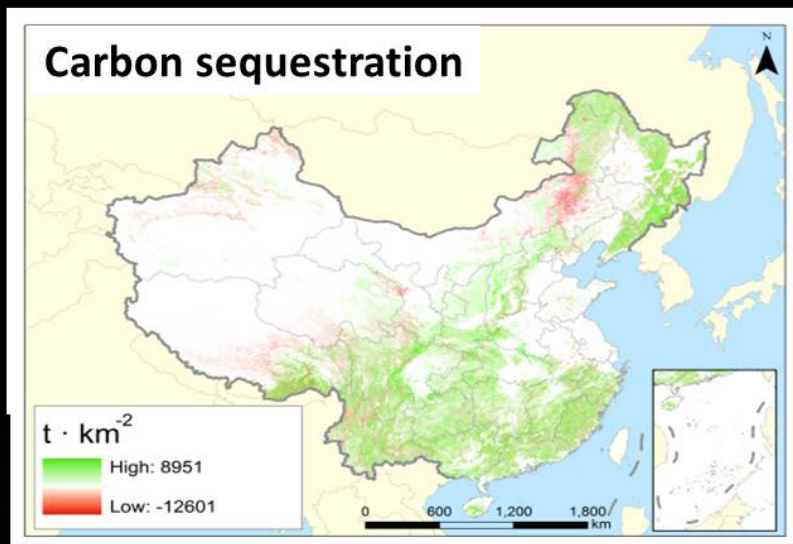 Carbon sequestration
N
t · km⁻²
High: 8951
Low: -12601
0 600 1,200 1,800
km